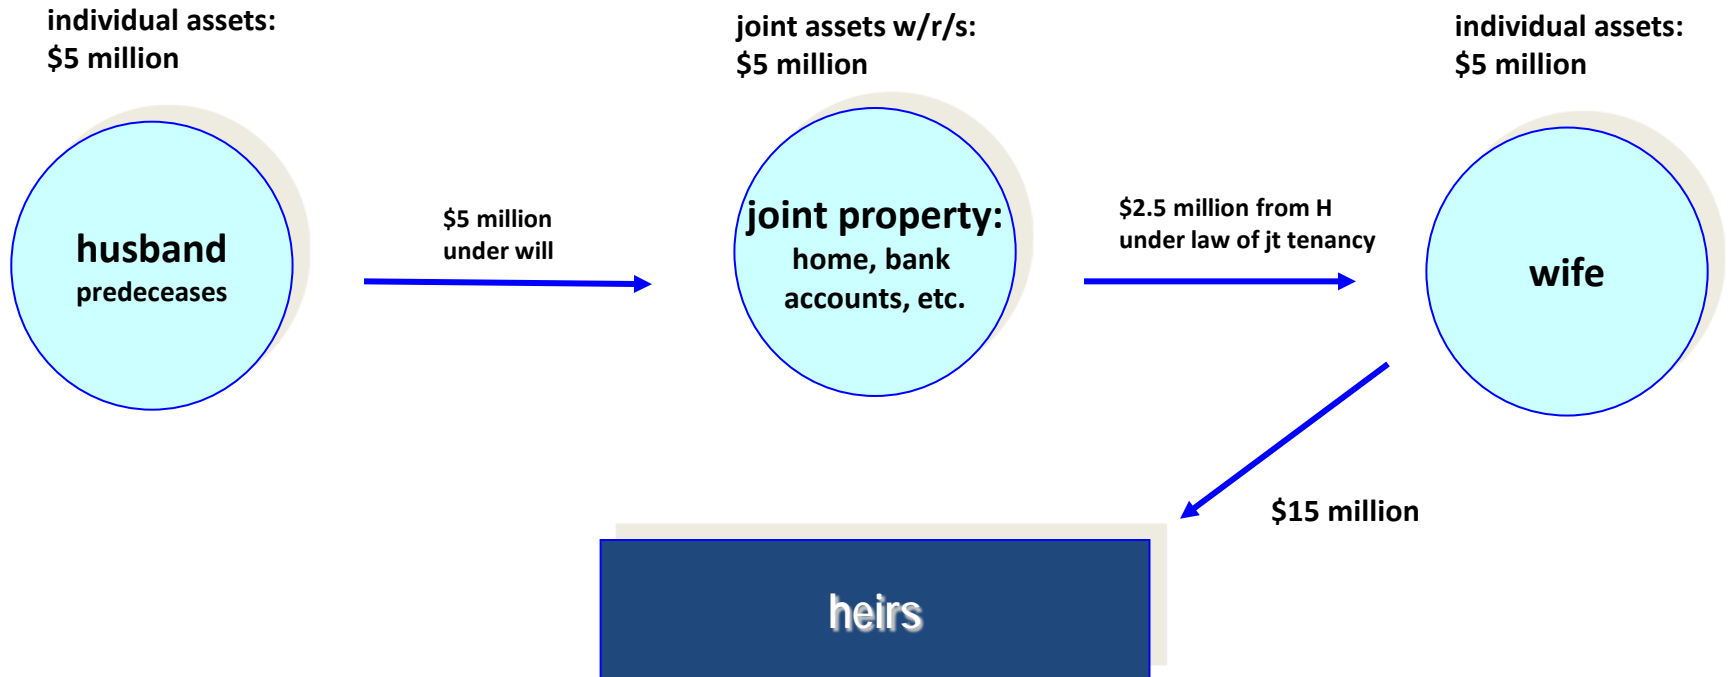 individual assets:
$5 million
joint assets w/r/s:
$5 million
individual assets:
$5 million
husband
predeceases
$5 million
under will
joint property:
home, bank
accounts, etc.
$2.5 million from H
under law of jt tenancy
wife
$15 million
heirs